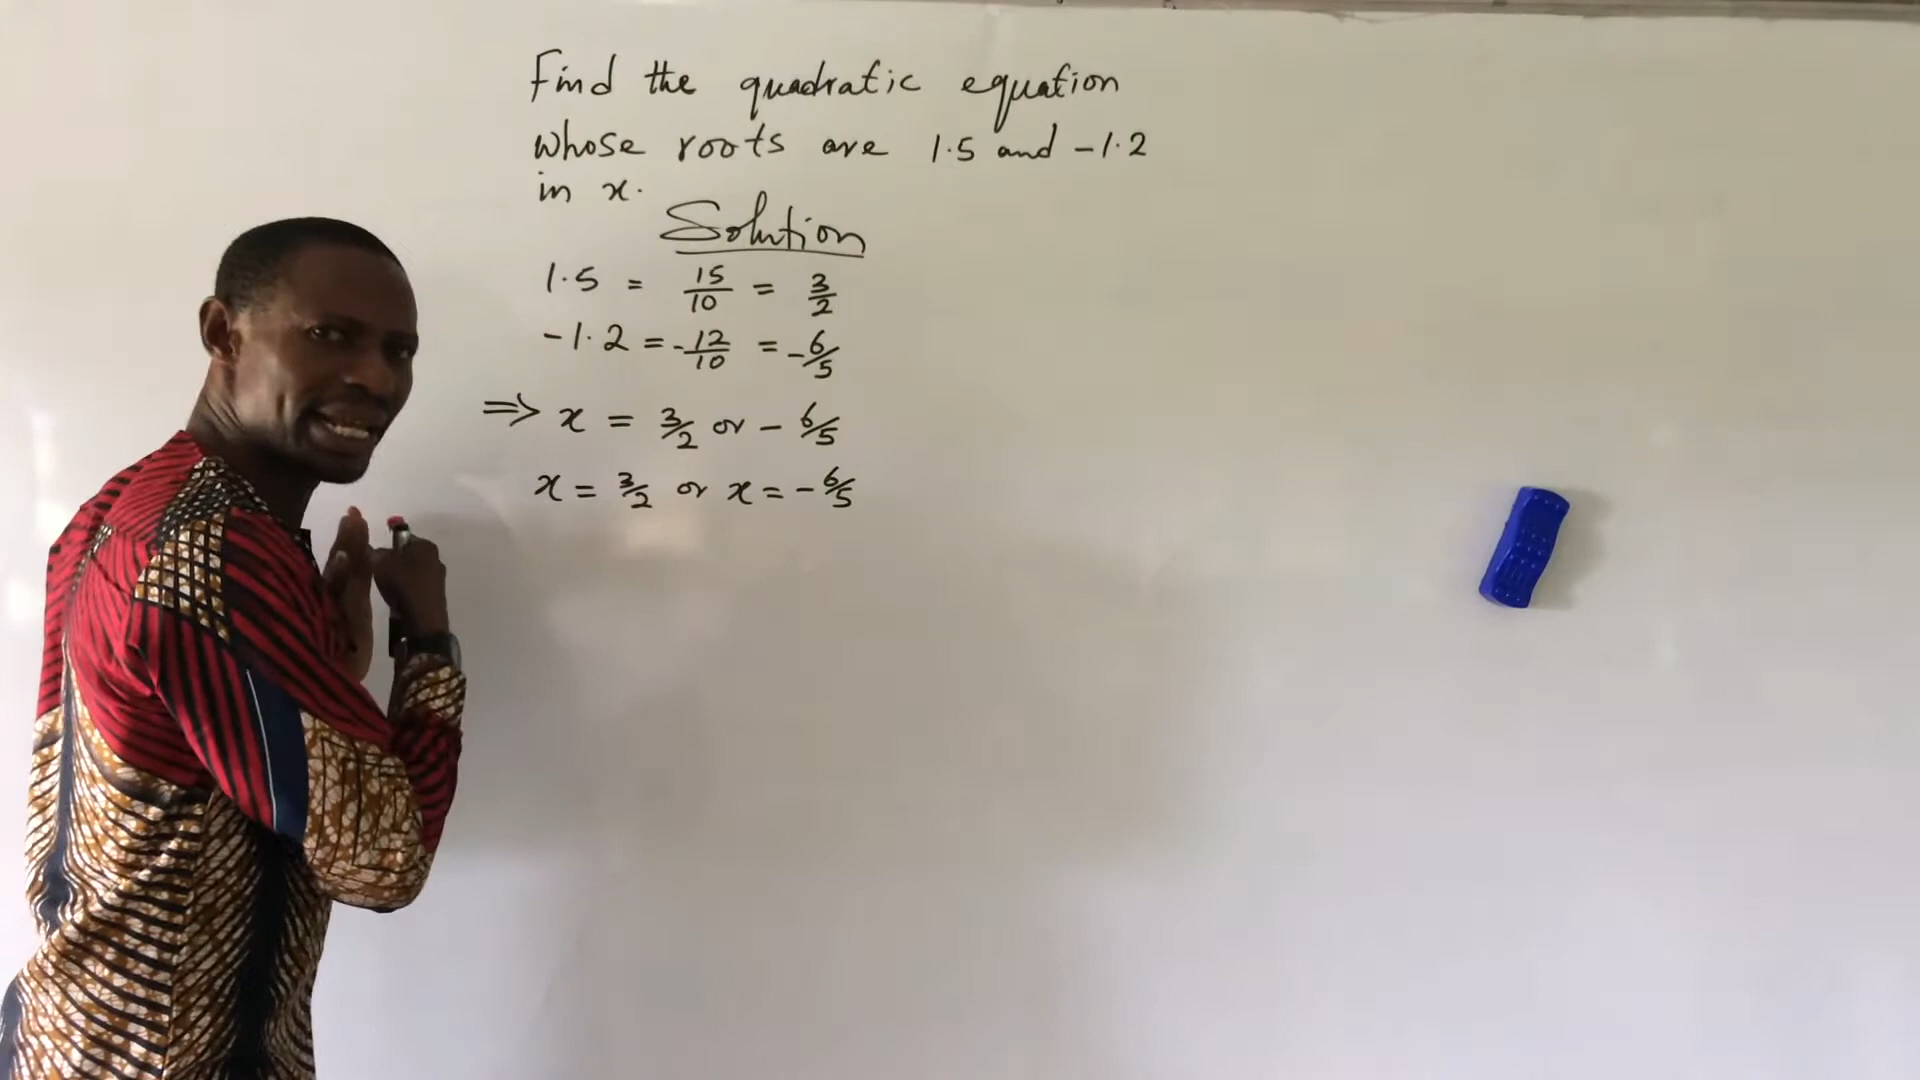 Find the quadratic equation
whose roots are 1.5 and -1.2
in x.
Solution
1.5 = 15/10 = 3/2
-1.2 = -12/10 = -6/5
⇒ x = 3/2 or - 6/5
x = 3/2 or x = -6/5